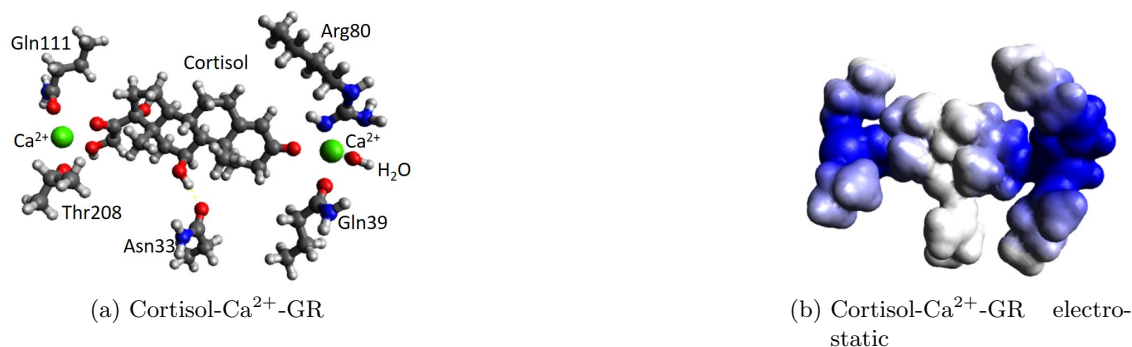 Arg80
Gln111
Cortisol
Ca²⁺
Ca²⁺
H₂O
Thr208
Gln39
Asn33
(a) Cortisol-Ca²⁺-GR
(b) Cortisol-Ca²⁺-GR electro-
static